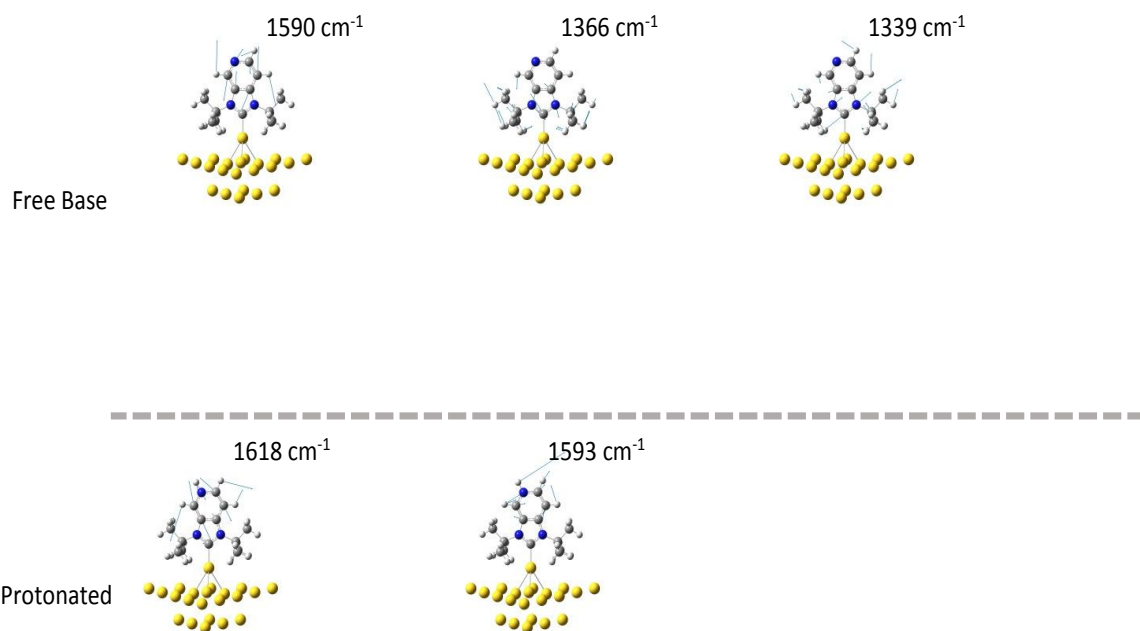 1590 cm⁻¹
1366 cm⁻¹
1339 cm⁻¹
Free Base
1618 cm⁻¹
1593 cm⁻¹
Protonated